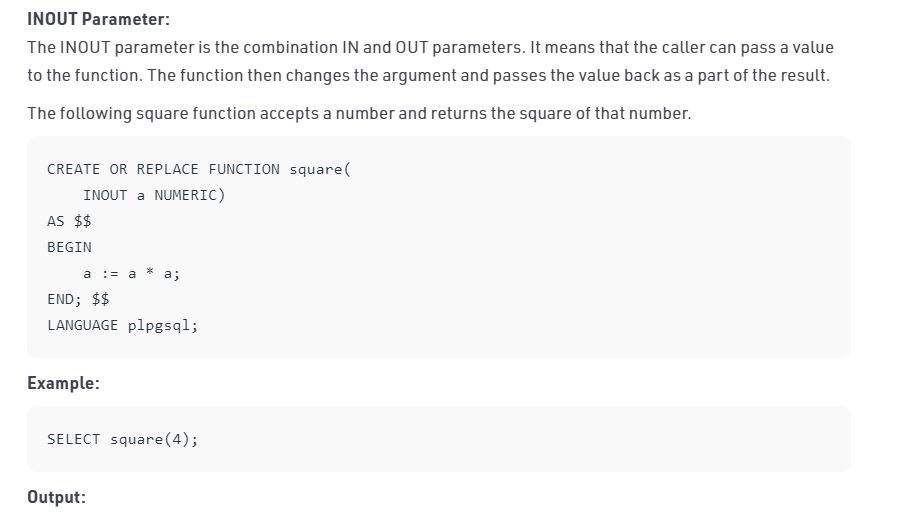 INOUT Parameter:
The INOUT parameter is the combination IN and OUT parameters. It means that the caller can pass a value
to the function. The function then changes the argument and passes the value back as a part of the result.
The following square function accepts a number and returns the square of that number.
CREATE OR REPLACE FUNCTION square(
    INOUT a NUMERIC)
AS $$
BEGIN
    a := a * a;
END; $$
LANGUAGE plpgsql;
Example:
SELECT square(4);
Output: